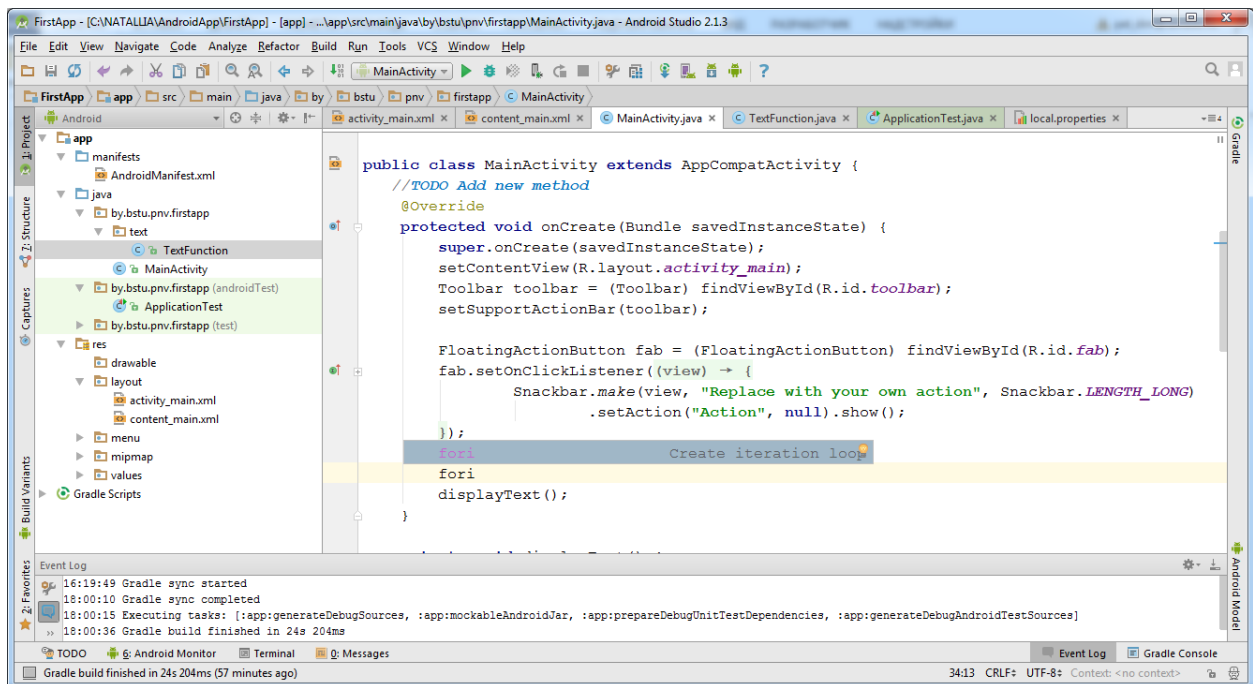 FirstApp - [C:\NATALLIA\AndroidApp\FirstApp] - [app] - ...\app\src\main\java\by\bstu\pnv\firstapp\MainActivity.java - Android Studio 2.1.3
File Edit View Navigate Code Analyze Refactor Build Run Tools VCS Window Help
MainActivity
FirstApp app src main java by bstu pnv firstapp MainActivity
Android
activity_main.xml content_main.xml MainActivity.java TextFunction.java ApplicationTest.java local.properties
1: Project
Z: Structure
Captures
Build Variants
2: Favorites
app
manifests
AndroidManifest.xml
java
by.bstu.pnv.firstapp
text
TextFunction
MainActivity
by.bstu.pnv.firstapp (androidTest)
ApplicationTest
by.bstu.pnv.firstapp (test)
res
drawable
layout
activity_main.xml
content_main.xml
menu
mipmap
values
Gradle Scripts
public class MainActivity extends AppCompatActivity {
//TODO Add new method
@Override
protected void onCreate(Bundle savedInstanceState) {
super.onCreate(savedInstanceState);
setContentView(R.layout.activity_main);
Toolbar toolbar = (Toolbar) findViewById(R.id.toolbar);
setSupportActionBar(toolbar);
FloatingActionButton fab = (FloatingActionButton) findViewById(R.id.fab);
fab.setOnClickListener((view) → {
Snackbar.make(view, "Replace with your own action", Snackbar.LENGTH_LONG)
.setAction("Action", null).show();
});
fori Create iteration loop
fori
displayText();
}
Gradle
Android Model
Event Log
16:19:49 Gradle sync started
18:00:10 Gradle sync completed
18:00:15 Executing tasks: [:app:generateDebugSources, :app:mockableAndroidJar, :app:prepareDebugUnitTestDependencies, :app:generateDebugAndroidTestSources]
18:00:36 Gradle build finished in 24s 204ms
TODO 6: Android Monitor Terminal 0: Messages Event Log Gradle Console
Gradle build finished in 24s 204ms (57 minutes ago) 34:13 CRLF UTF-8 Context: <no context>